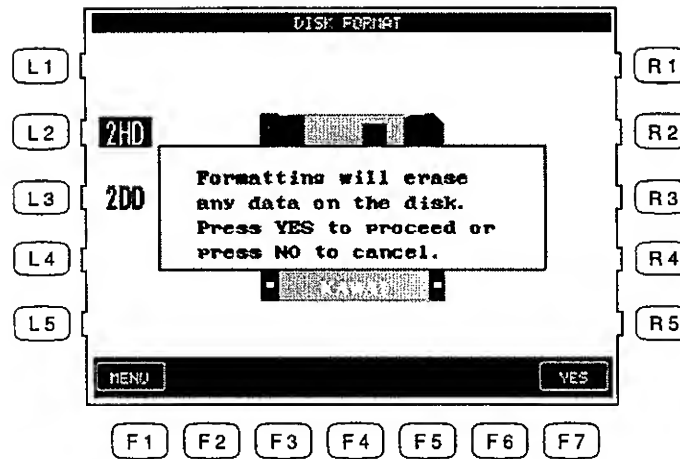 DISK FORMAT
L1
R1
L2
2HD
R2
L3
2DD
Formatting will erase
any data on the disk.
Press YES to proceed or
press NO to cancel.
R3
L4
R4
KAWAI
L5
R5
MENU
YES
F1 F2 F3 F4 F5 F6 F7